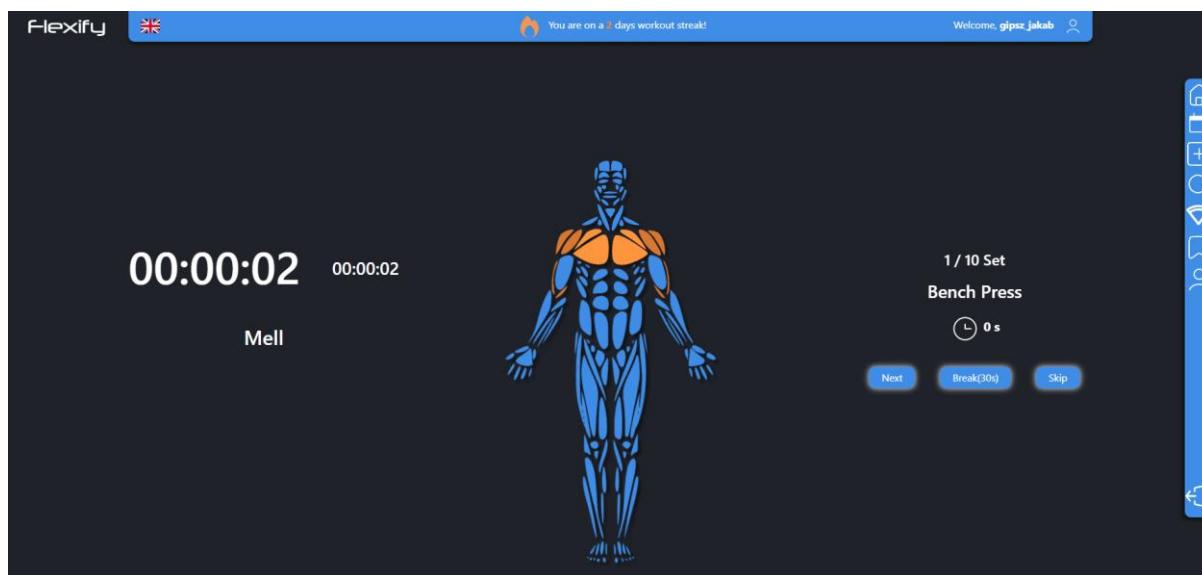 Flexify
You are on a 2 days workout streak!
Welcome, gipsz_jakab
00:00:02
00:00:02
Mell
1 / 10 Set
Bench Press
0 s
Next
Break(30s)
Skip